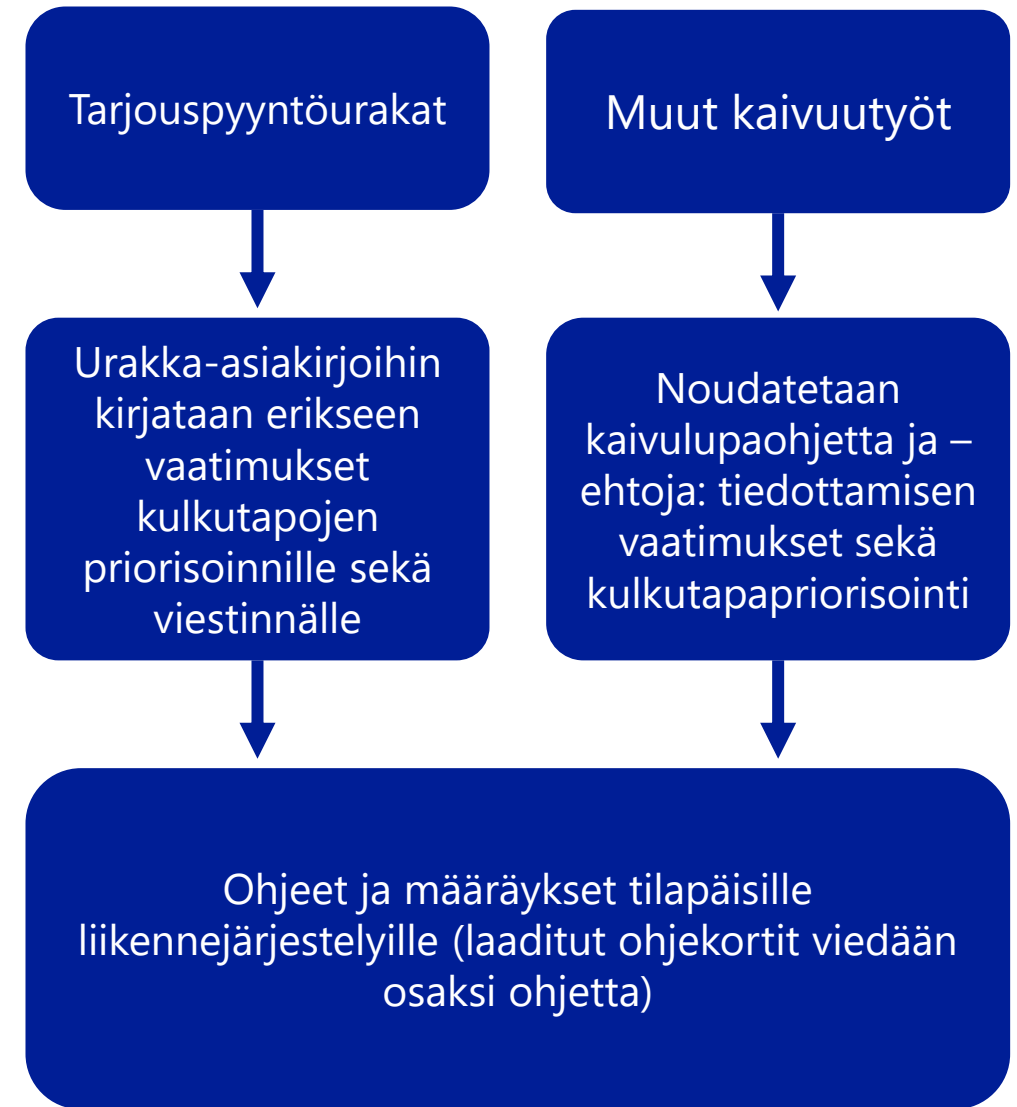 Tarjouspyyntöurakat
Muut kaivuutyöt
Urakka-asiakirjoihin
kirjataan erikseen
vaatimukset
kulkutapojen
priorisoinnille sekä
viestinnälle
Noudatetaan
kaivulupaohjetta ja –
ehtoja: tiedottamisen
vaatimukset sekä
kulkutapapriorisointi
Ohjeet ja määräykset tilapäisille
liikennejärjestelyille (laaditut ohjekortit viedään
osaksi ohjetta)